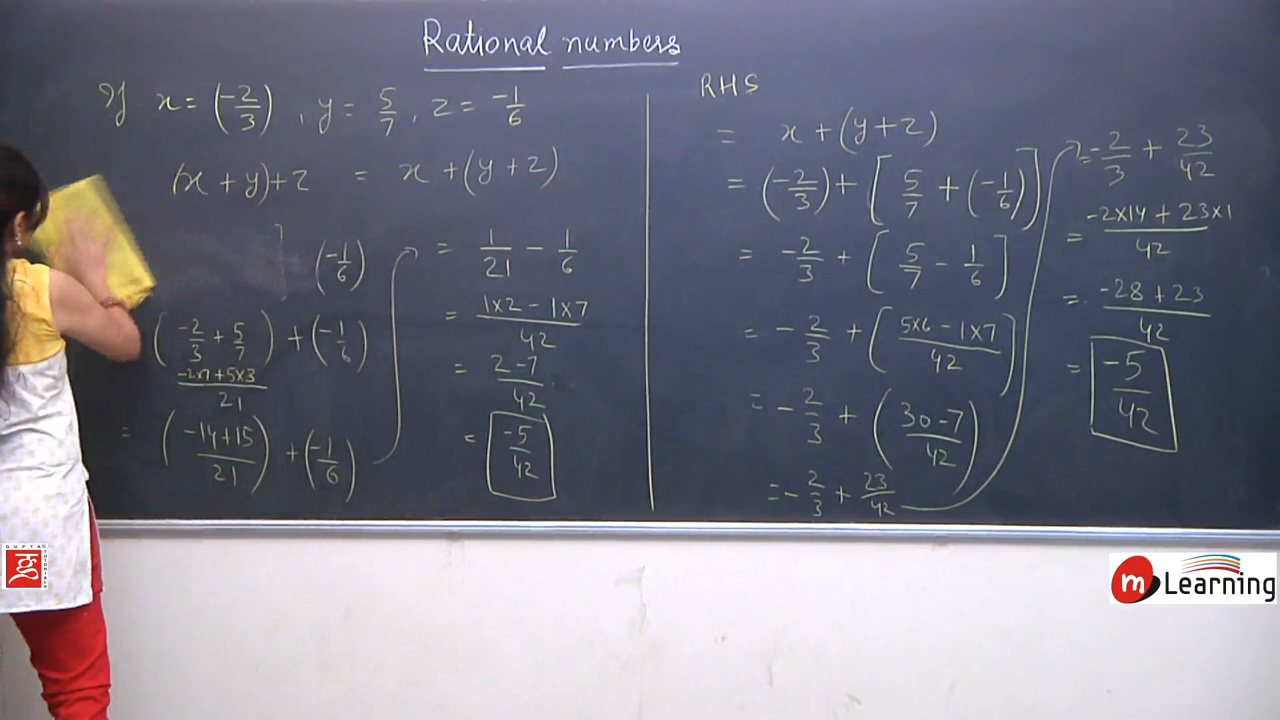 Rational numbers
If x = (-2/3), y = 5/7, z = -1/6
(x + y) + z = x + (y + z)
] + (-1/6)
(-2/3 + 5/7) + (-1/6)
-2x7 + 5x3 / 21
= (-14+15 / 21) + (-1/6)
= 1/21 - 1/6
= 1x2 - 1x7 / 42
= 2-7 / 42
= -5/42
RHS
= x + (y + z)
= (-2/3) + [5/7 + (-1/6)]
= -2/3 + [5/7 - 1/6]
= -2/3 + (5x6 - 1x7 / 42)
= -2/3 + (30-7 / 42)
= -2/3 + 23/42
= -2/3 + 23/42
= -2x14 + 23x1 / 42
= -28 + 23 / 42
= -5/42
GUPTA TUTORIALS
m Learning